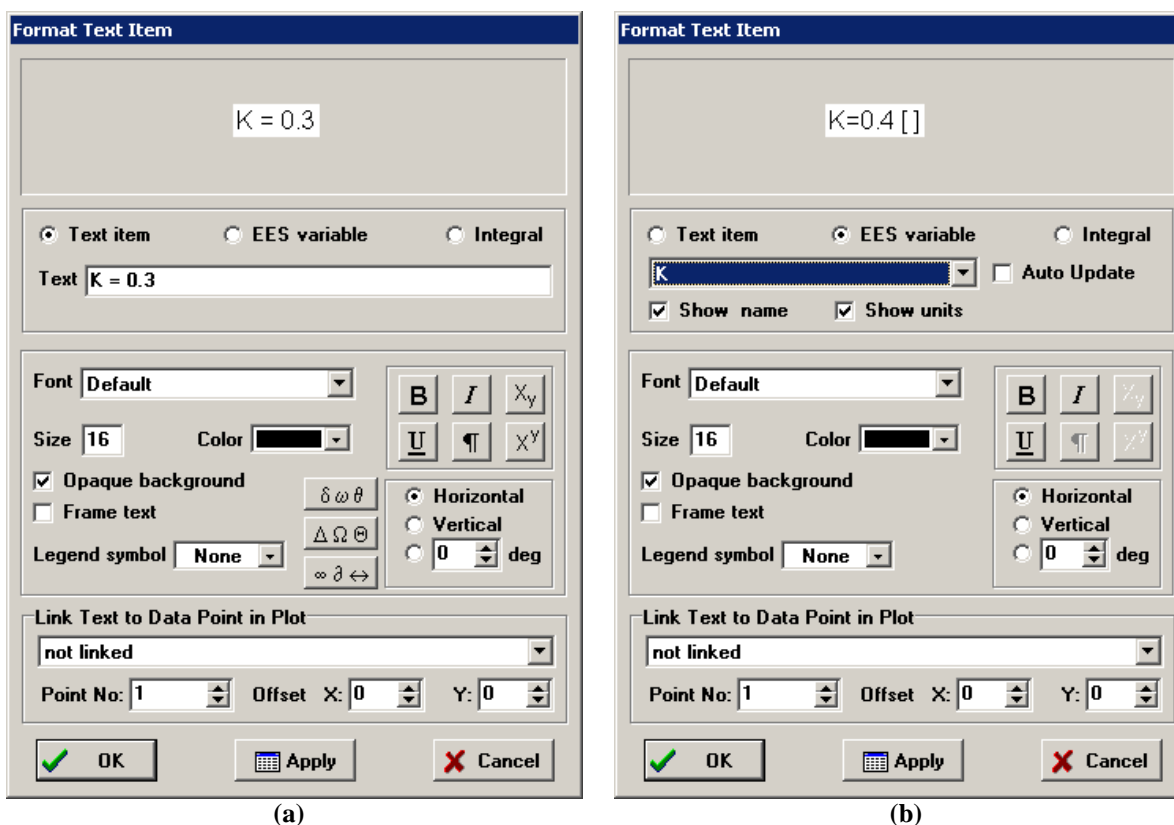 Format Text Item
K = 0.3
Text item EES variable Integral
Text K = 0.3
Font Default
B I Xy
Size 16 Color
U ¶ Xy
Opaque background
δ ω θ
Horizontal
Frame text
Vertical
Δ Ω Θ
Legend symbol None
0 deg
∞ ∂ ↔
Link Text to Data Point in Plot
not linked
Point No: 1 Offset X: 0 Y: 0
OK Apply Cancel
(a)
Format Text Item
K=0.4 [ ]
Text item EES variable Integral
K Auto Update
Show name Show units
Font Default
B I Xy
Size 16 Color
U ¶ Xy
Opaque background
Horizontal
Frame text
Vertical
Legend symbol None
0 deg
Link Text to Data Point in Plot
not linked
Point No: 1 Offset X: 0 Y: 0
OK Apply Cancel
(b)